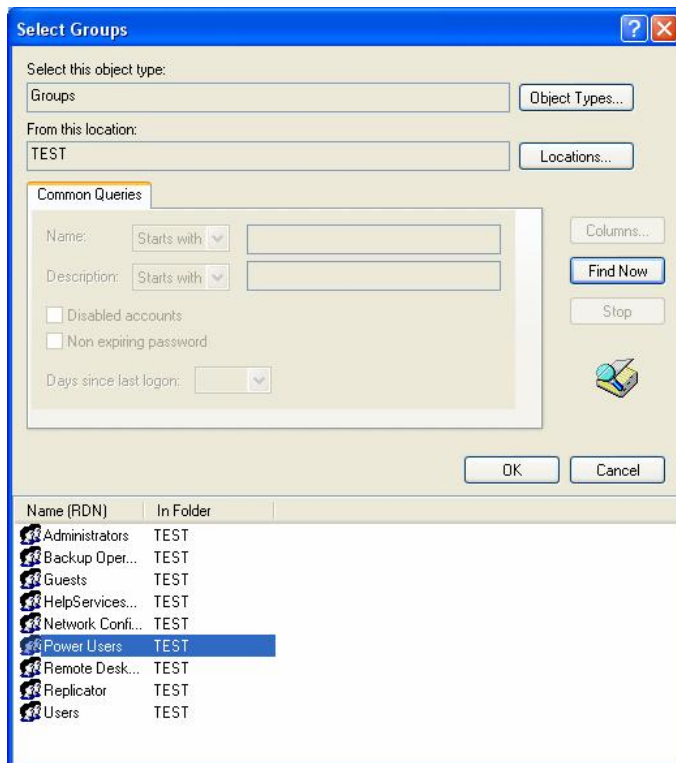 Select Groups
Select this object type:
Groups
Object Types...
From this location:
TEST
Locations...
Common Queries
Name: Starts with
Columns...
Description: Starts with
Find Now
Disabled accounts
Stop
Non expiring password
Days since last logon:
OK Cancel
Name (RDN) In Folder
Administrators TEST
Backup Oper... TEST
Guests TEST
HelpServices... TEST
Network Confi... TEST
Power Users TEST
Remote Desk... TEST
Replicator TEST
Users TEST